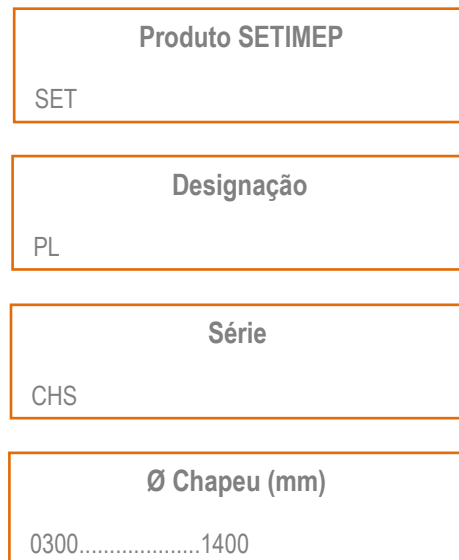 Produto SETIMEP
SET
Designação
PL
Série
CHS
Ø Chapeu (mm)
0300....................1400